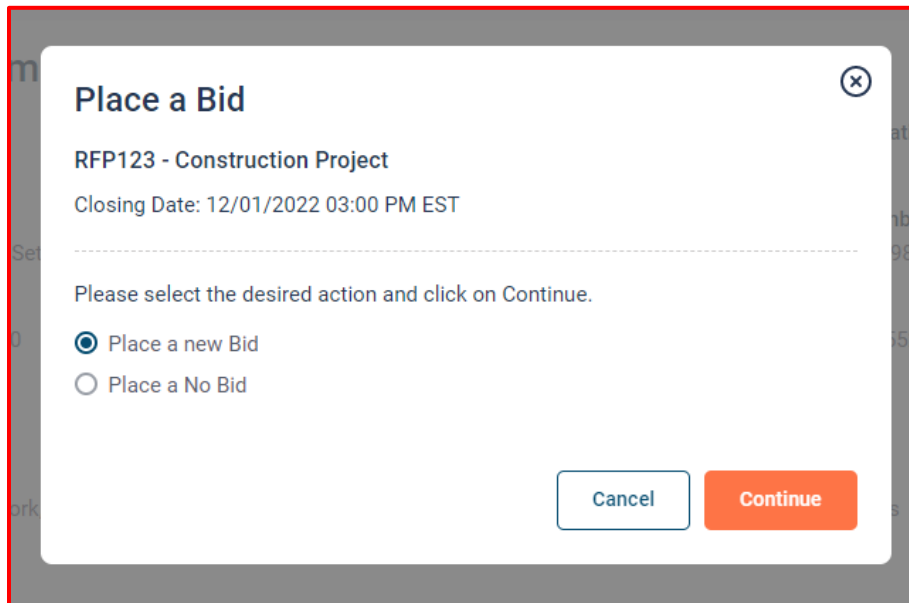 Place a Bid
RFP123 - Construction Project
Closing Date: 12/01/2022 03:00 PM EST
Please select the desired action and click on Continue.
Place a new Bid
Place a No Bid
Cancel
Continue